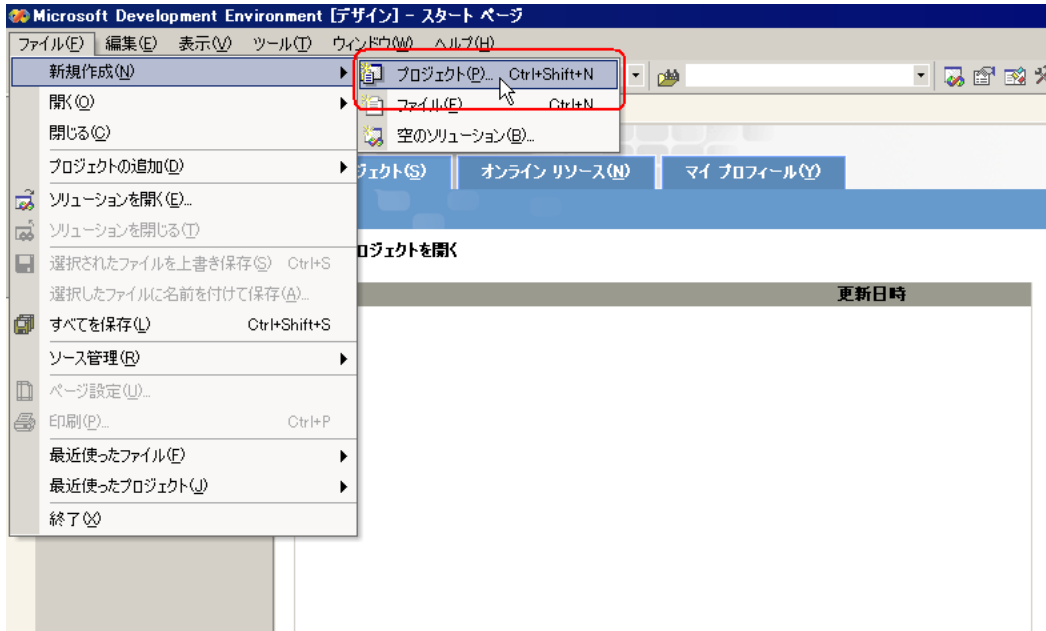 Microsoft Development Environment [デザイン] - スタート ページ
ファイル(F) 編集(E) 表示(V) ツール(T) ウィンドウ(W) ヘルプ(H)
新規作成(N)
プロジェクト(P)... Ctrl+Shift+N
ファイル(F)... Ctrl+N
空のソリューション(B)...
開く(O)
閉じる(C)
プロジェクトの追加(D)
ジェクト(S) オンライン リソース(N) マイ プロフィール(Y)
ソリューションを開く(E)...
ソリューションを閉じる(T)
ロジェクトを開く
選択されたファイルを上書き保存(S) Ctrl+S
選択したファイルに名前を付けて保存(A)...
更新日時
すべてを保存(L) Ctrl+Shift+S
ソース管理(R)
ページ設定(U)...
印刷(P)... Ctrl+P
最近使ったファイル(F)
最近使ったプロジェクト(J)
終了(X)